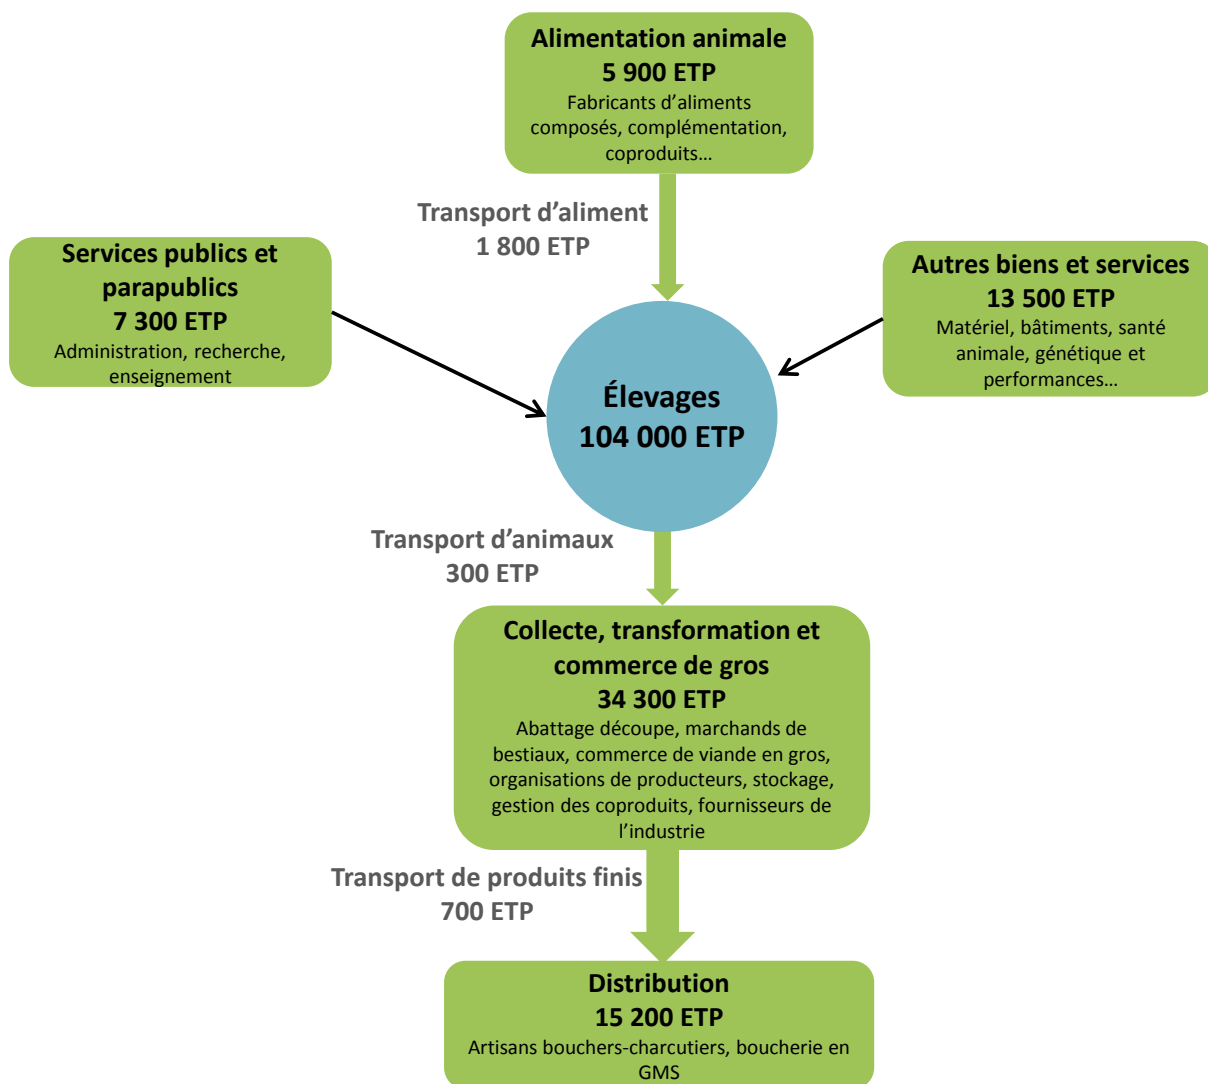 Alimentation animale
5 900 ETP
Fabricants d’aliments
composés, complémentation,
coproduits…
Transport d’aliment
1 800 ETP
Services publics et
parapublics
7 300 ETP
Administration, recherche,
enseignement
Autres biens et services
13 500 ETP
Matériel, bâtiments, santé
animale, génétique et
performances…
Élevages
104 000 ETP
Transport d’animaux
300 ETP
Collecte, transformation et
commerce de gros
34 300 ETP
Abattage découpe, marchands de
bestiaux, commerce de viande en gros,
organisations de producteurs, stockage,
gestion des coproduits, fournisseurs de
l’industrie
Transport de produits finis
700 ETP
Distribution
15 200 ETP
Artisans bouchers-charcutiers, boucherie en
GMS